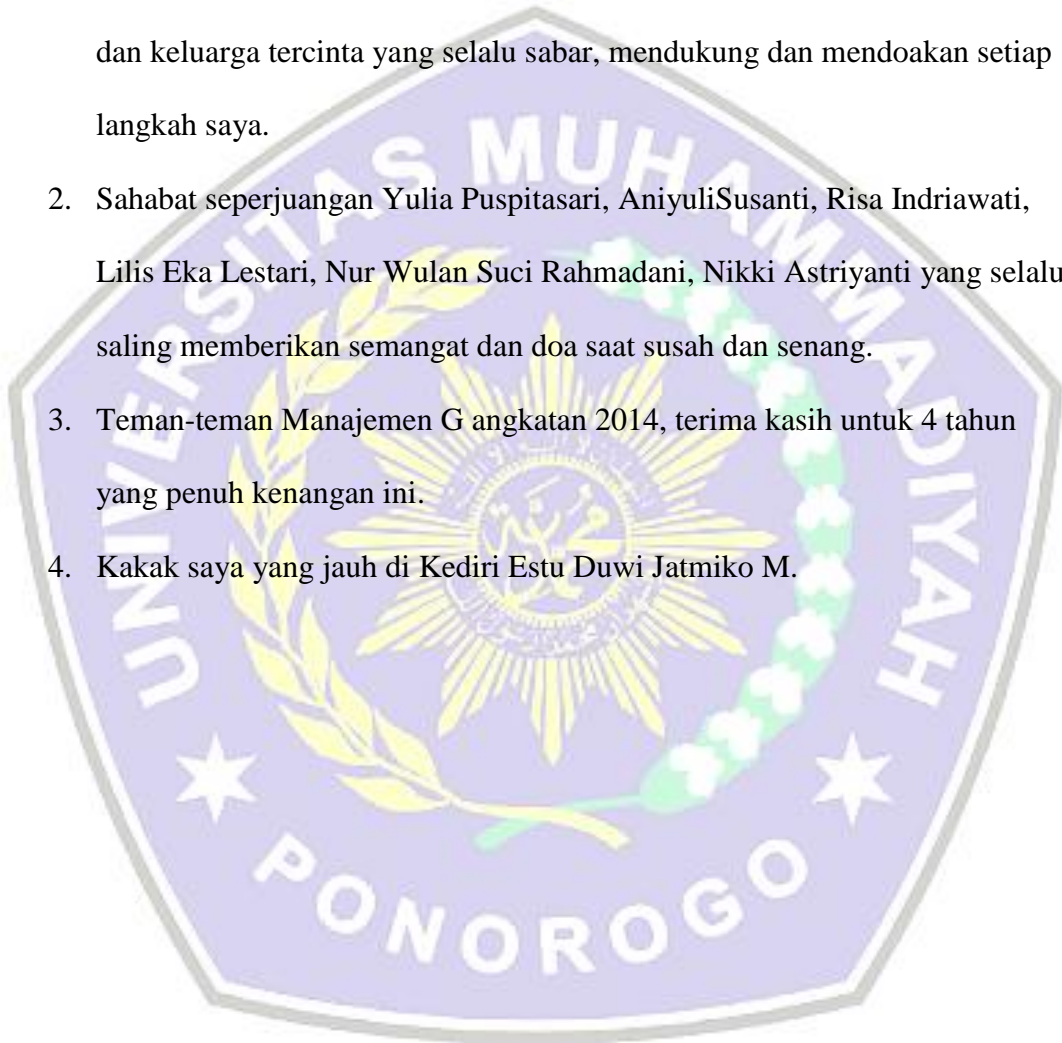 dan keluarga tercinta yang selalu sabar, mendukung dan mendoakan setiap
langkah saya.
2. Sahabat seperjuangan Yulia Puspitasari, AniyuliSusanti, Risa Indriawati,
Lilis Eka Lestari, Nur Wulan Suci Rahmadani, Nikki Astriyanti yang selalu
saling memberikan semangat dan doa saat susah dan senang.
3. Teman-teman Manajemen G angkatan 2014, terima kasih untuk 4 tahun
yang penuh kenangan ini.
4. Kakak saya yang jauh di Kediri Estu Duwi Jatmiko M.
UNIVERSITAS MUHAMMADIYAH
PONOROGO